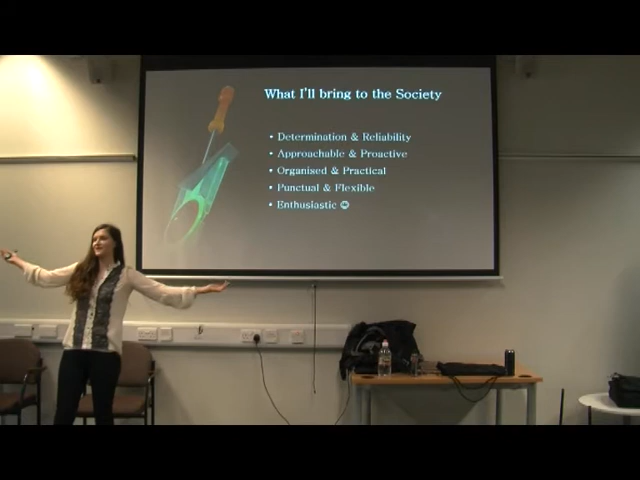 What I'll bring to the Society
• Determination & Reliability
• Approachable & Proactive
• Organised & Practical
• Punctual & Flexible
• Enthusiastic ☺